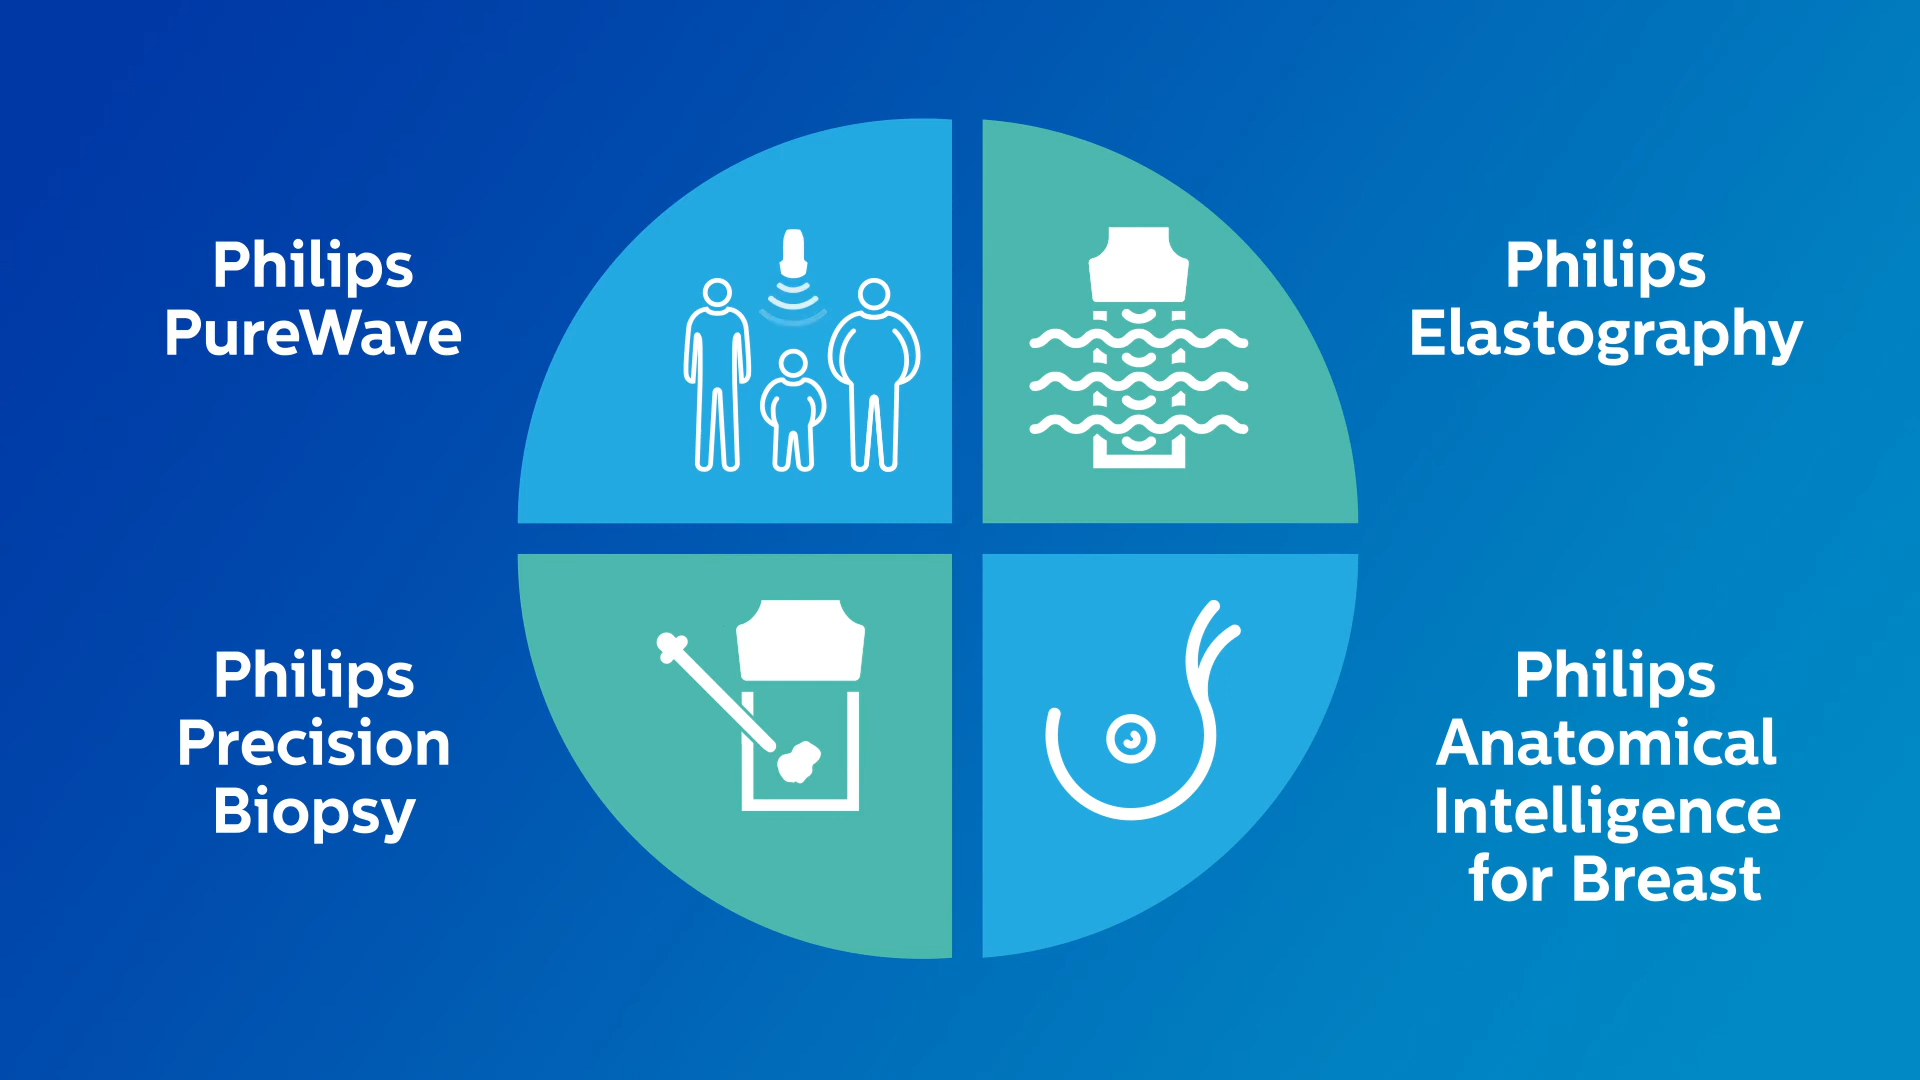 Philips
PureWave
Philips
Elastography
Philips
Precision
Biopsy
Philips
Anatomical
Intelligence
for Breast